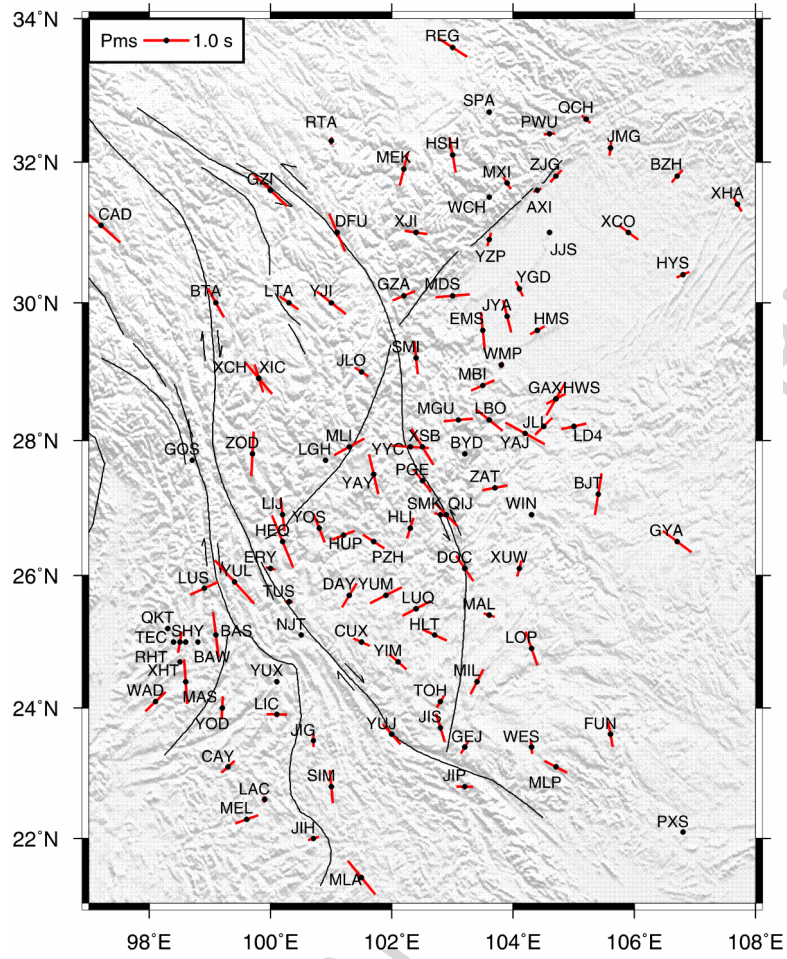 34˚N
Pms 1.0 s
REG
SPA
QCH
RTA
PWU
HSH
JMG
32˚N
MEK
MXI
ZJG
BZH
GZI
XHA
CAD
DFU
XJI
WCH
AXI
XCO
YZP
JJS
HYS
YGD
30˚N
BTA
LTA
YJI
GZA
MDS
JYA
EMS
HMS
SMI
WMP
XCH
XIC
JLO
MBI
GAX
HWS
MGU
LBO
JLI
28˚N
GOS
ZOD
LGH
MLI
YYC
XSB
BYD
YAJ
LD4
PGE
YAY
ZAT
BJT
LIJ
YOS
HLI
SMK
QIJ
WIN
HEQ
HUP
PZH
GYA
ERY
DOC
XUW
26˚N
LUS
YUL
TUS
DAY
YUM
LUQ
MAL
QKT
TEC
SHY
BAS
NJT
CUX
HLT
LOP
RHT
BAW
XHT
YUX
YIM
MIL
WAD
MAS
TOH
24˚N
YOD
LIC
JIG
YUJ
JIS
GEJ
WES
FUN
CAY
SIM
JIP
MLP
LAC
MEL
22˚N
JIH
PXS
MLA
98˚E 100˚E 102˚E 104˚E 106˚E 108˚E